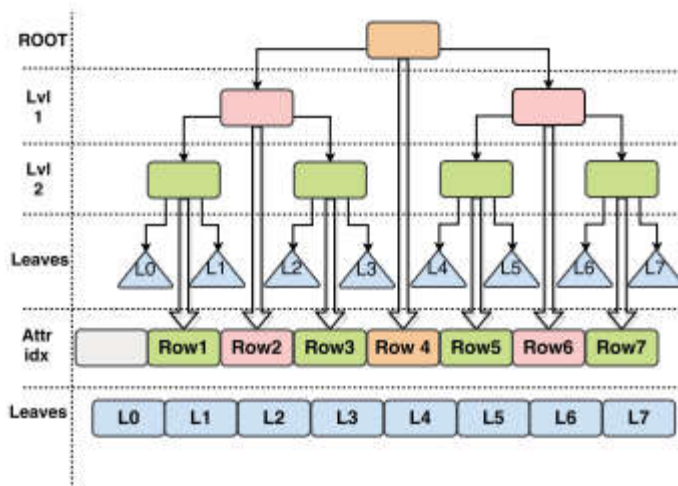 ROOT
Lvl
1
Lvl
2
Leaves
L0 L1 L2 L3 L4 L5 L6 L7
Attr
idx
Row1 Row2 Row3 Row 4 Row5 Row6 Row7
Leaves
L0 L1 L2 L3 L4 L5 L6 L7